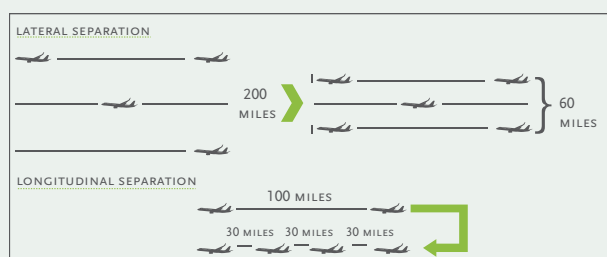 LATERAL SEPARATION
200
MILES
60
MILES
LONGITUDINAL SEPARATION
100 MILES
30 MILES 30 MILES 30 MILES